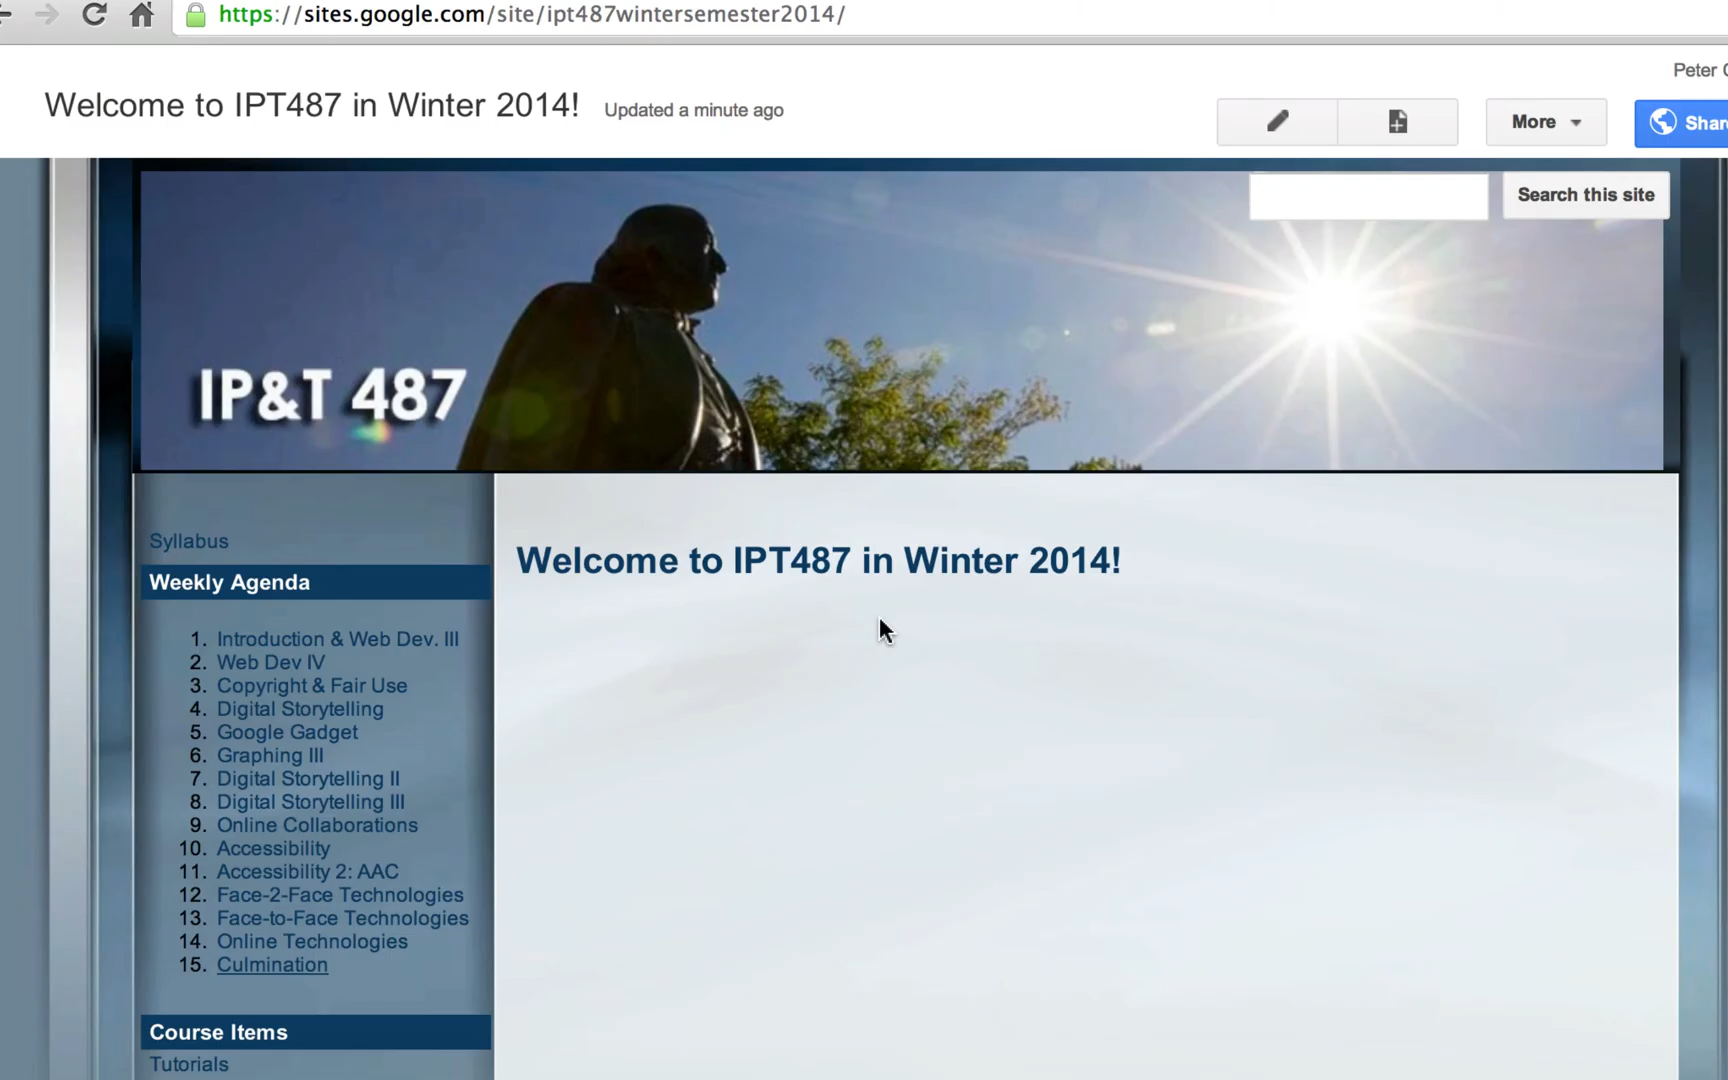 https://sites.google.com/site/ipt487wintersemester2014/
Peter
Welcome to IPT487 in Winter 2014! Updated a minute ago
More
Search this site
IP&T 487
Syllabus
Welcome to IPT487 in Winter 2014!
Weekly Agenda
1. Introduction & Web Dev. III
2. Web Dev IV
3. Copyright & Fair Use
4. Digital Storytelling
5. Google Gadget
6. Graphing III
7. Digital Storytelling II
8. Digital Storytelling III
9. Online Collaborations
10. Accessibility
11. Accessibility 2: AAC
12. Face-2-Face Technologies
13. Face-to-Face Technologies
14. Online Technologies
15. Culmination
Course Items
Tutorials